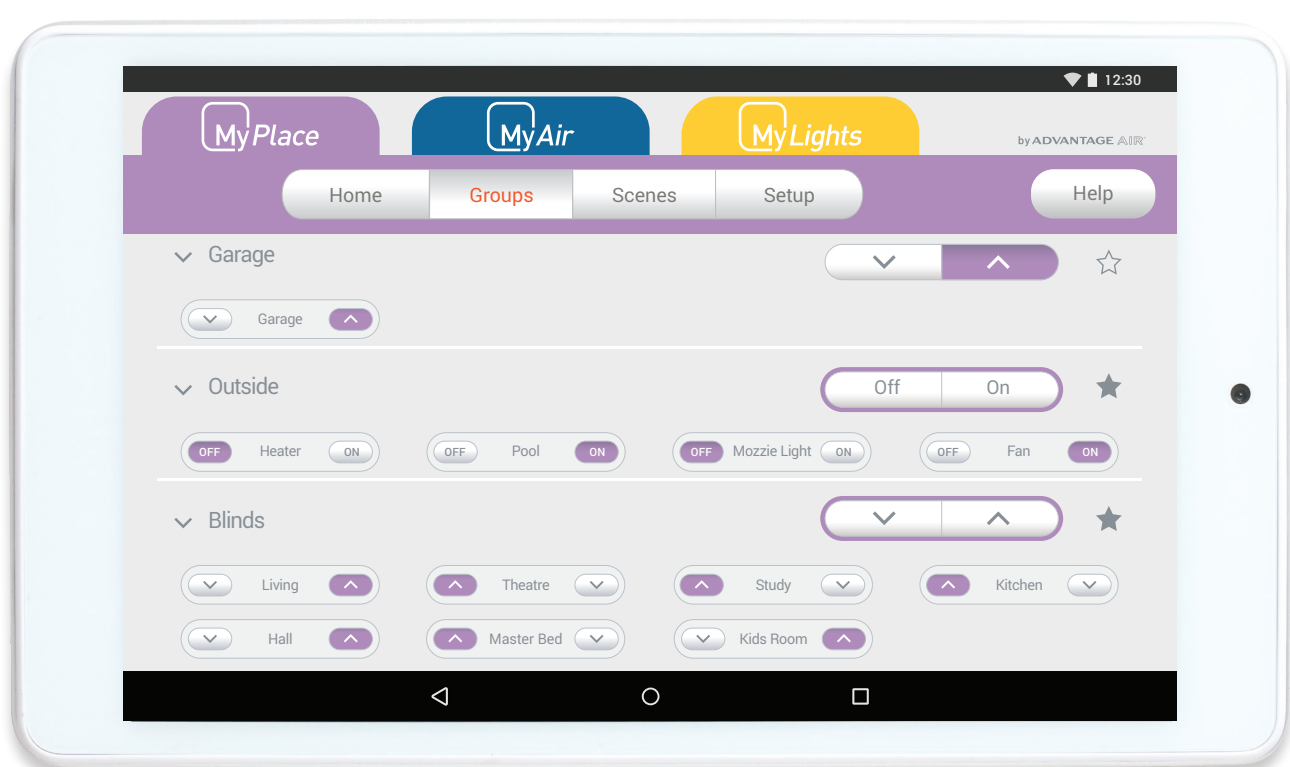 12:30
MyPlace
MyAir
MyLights
by ADVANTAGE AIR
Home Groups Scenes Setup Help
Garage
Garage
Outside Off On
OFF Heater ON OFF Pool ON OFF Mozzie Light ON OFF Fan ON
Blinds
Living Theatre Study Kitchen
Hall Master Bed Kids Room